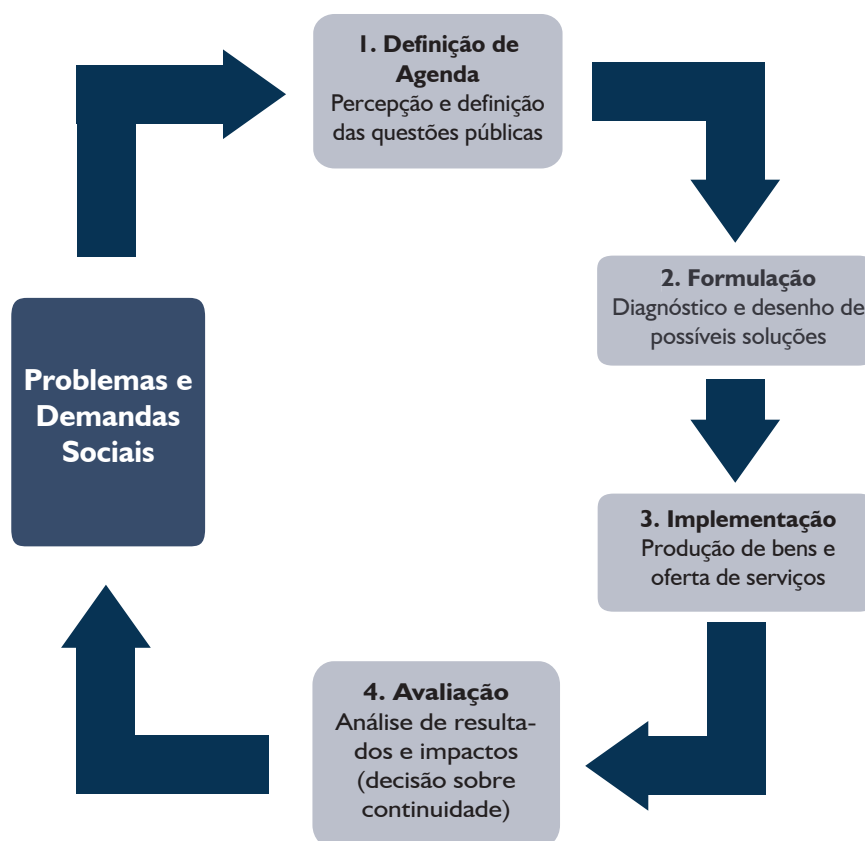 1. Definição de
Agenda
Percepção e definição
das questões públicas
2. Formulação
Diagnóstico e desenho de
possíveis soluções
Problemas e
Demandas
Sociais
3. Implementação
Produção de bens e
oferta de serviços
4. Avaliação
Análise de resulta-
dos e impactos
(decisão sobre
continuidade)